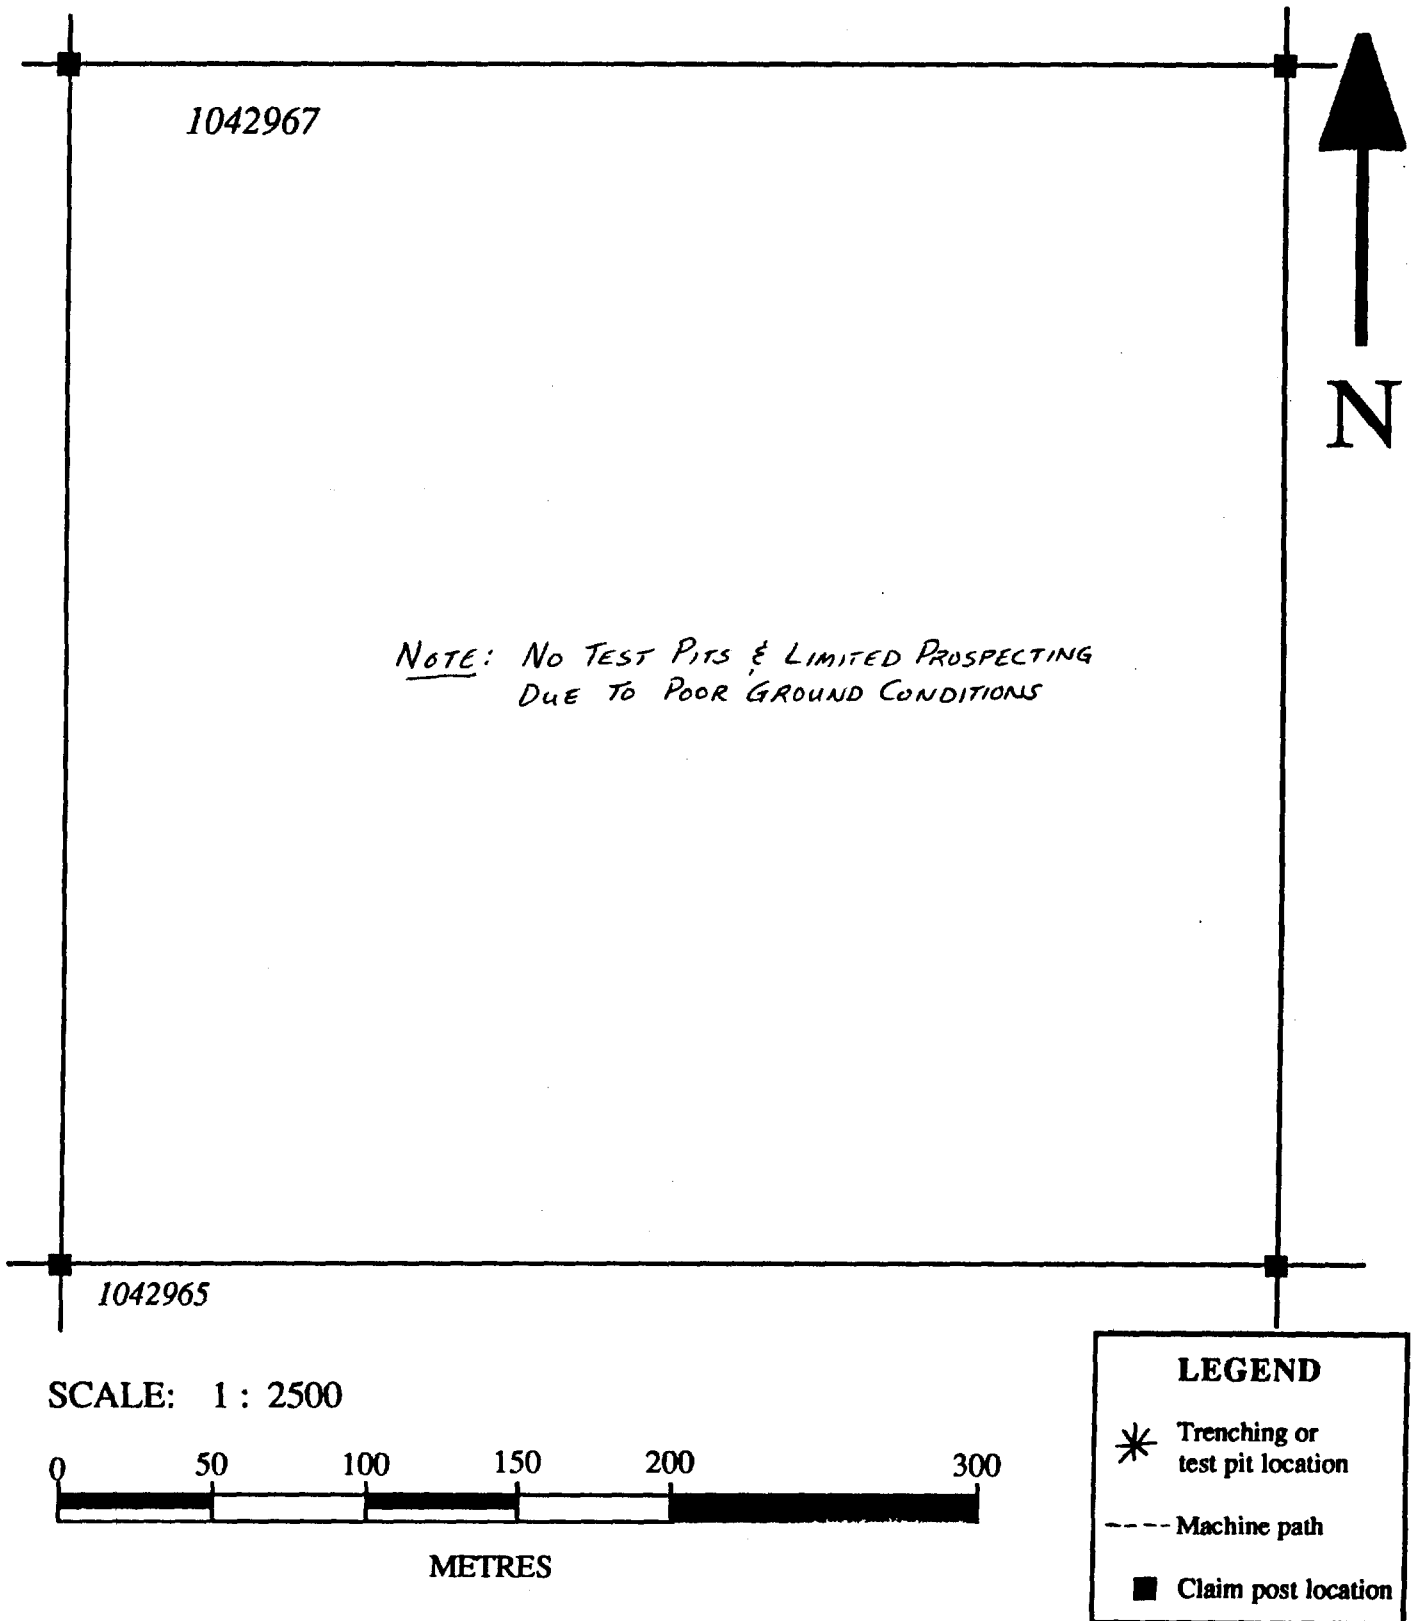 1042967
N
NOTE: NO TEST PITS & LIMITED PROSPECTING
DUE TO POOR GROUND CONDITIONS
1042965
SCALE: 1 : 2500
0 50 100 150 200 300
METRES
LEGEND
Trenching or
test pit location
Machine path
Claim post location